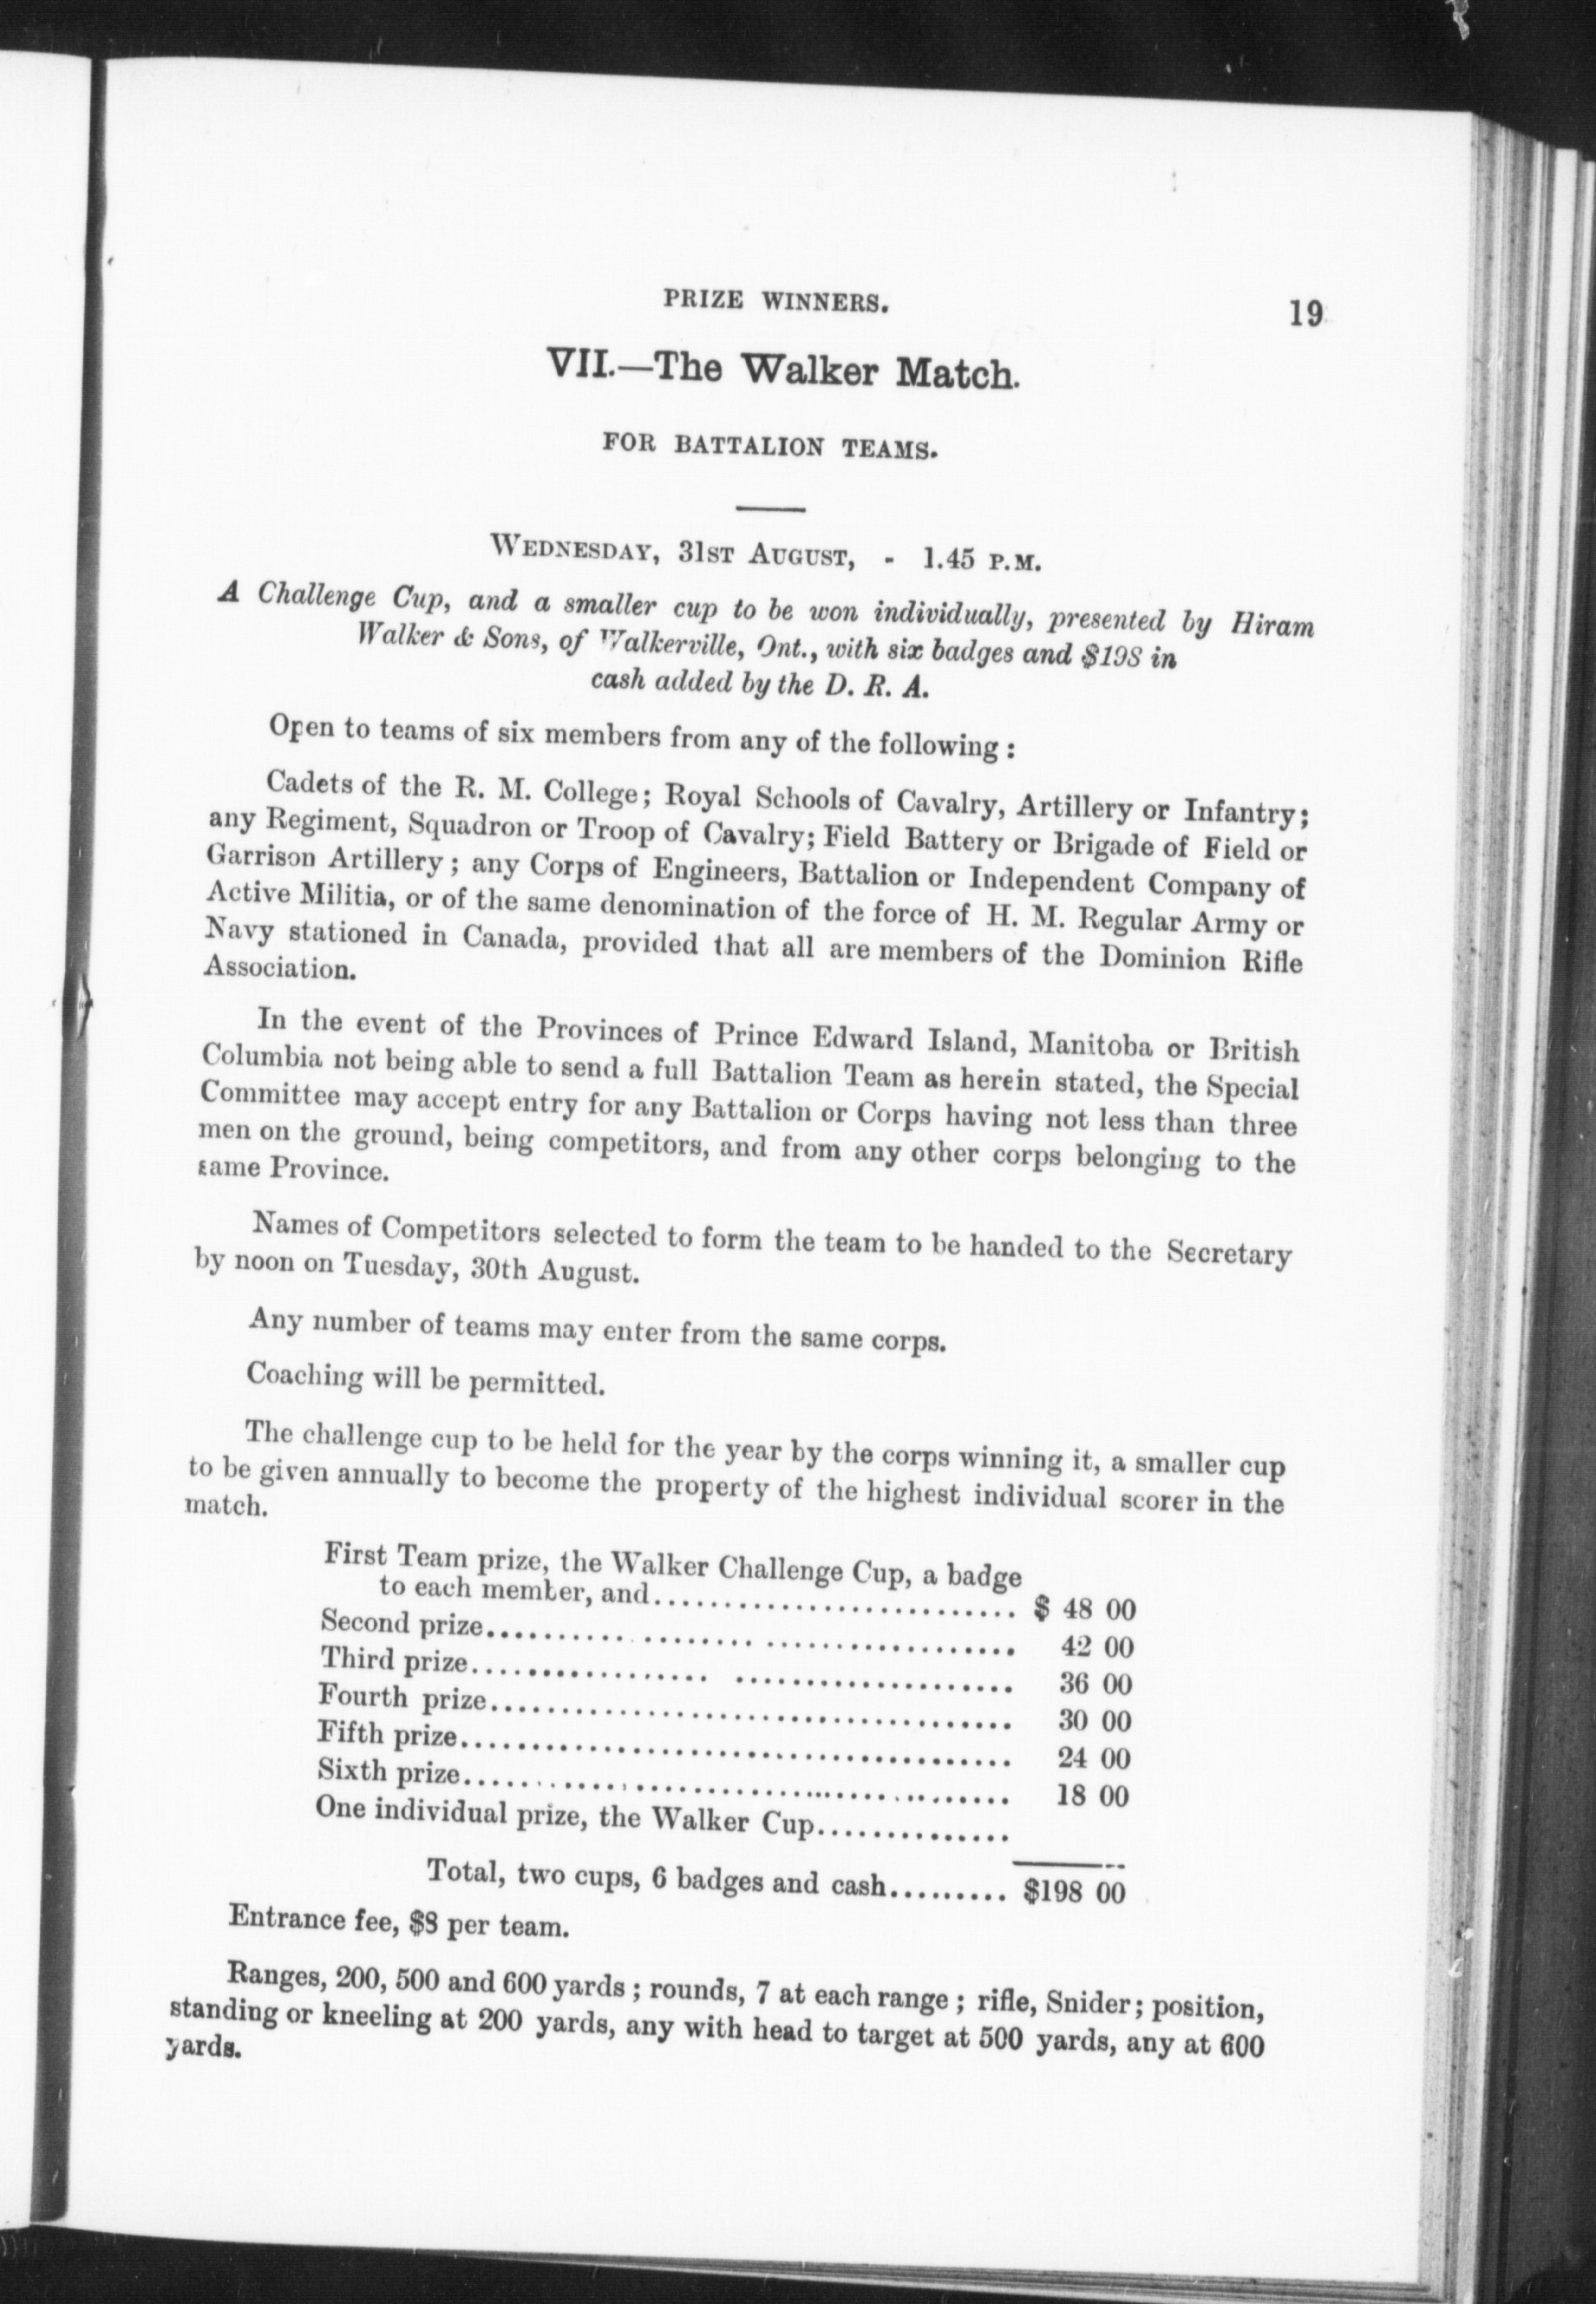 PRIZE WINNERS. 19
VII.—The Walker Match.
FOR BATTALION TEAMS.
WEDNESDAY, 31ST AUGUST, - 1.45 P.M.
A Challenge Cup, and a smaller cup to be won individually, presented by Hiram
Walker & Sons, of Walkerville, Ont., with six badges and $198 in
cash added by the D. R. A.
Open to teams of six members from any of the following :
Cadets of the R. M. College; Royal Schools of Cavalry, Artillery or Infantry;
any Regiment, Squadron or Troop of Cavalry; Field Battery or Brigade of Field or
Garrison Artillery ; any Corps of Engineers, Battalion or Independent Company of
Active Militia, or of the same denomination of the force of H. M. Regular Army or
Navy stationed in Canada, provided that all are members of the Dominion Rifle
Association.
In the event of the Provinces of Prince Edward Island, Manitoba or British
Columbia not being able to send a full Battalion Team as herein stated, the Special
Committee may accept entry for any Battalion or Corps having not less than three
men on the ground, being competitors, and from any other corps belonging to the
same Province.
Names of Competitors selected to form the team to be handed to the Secretary
by noon on Tuesday, 30th August.
Any number of teams may enter from the same corps.
Coaching will be permitted.
The challenge cup to be held for the year by the corps winning it, a smaller cup
to be given annually to become the property of the highest individual scorer in the
match.
First Team prize, the Walker Challenge Cup, a badge
to each member, and.......................... $ 48 00
Second prize...................................... 42 00
Third prize...................................... 36 00
Fourth prize..................................... 30 00
Fifth prize....................................... 24 00
Sixth prize....................................... 18 00
One individual prize, the Walker Cup..............
Total, two cups, 6 badges and cash......... $198 00
Entrance fee, $8 per team.
Ranges, 200, 500 and 600 yards ; rounds, 7 at each range ; rifle, Snider; position,
standing or kneeling at 200 yards, any with head to target at 500 yards, any at 600
yards.